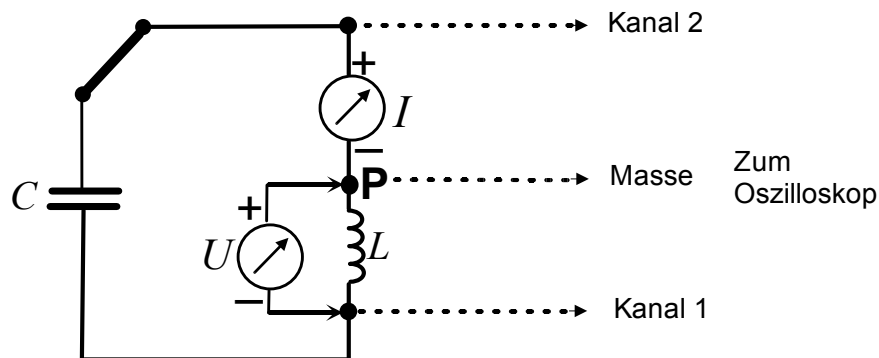 Kanal 2
+
I
−
P
Masse
Zum
Oszilloskop
C
+
U
L
−
Kanal 1